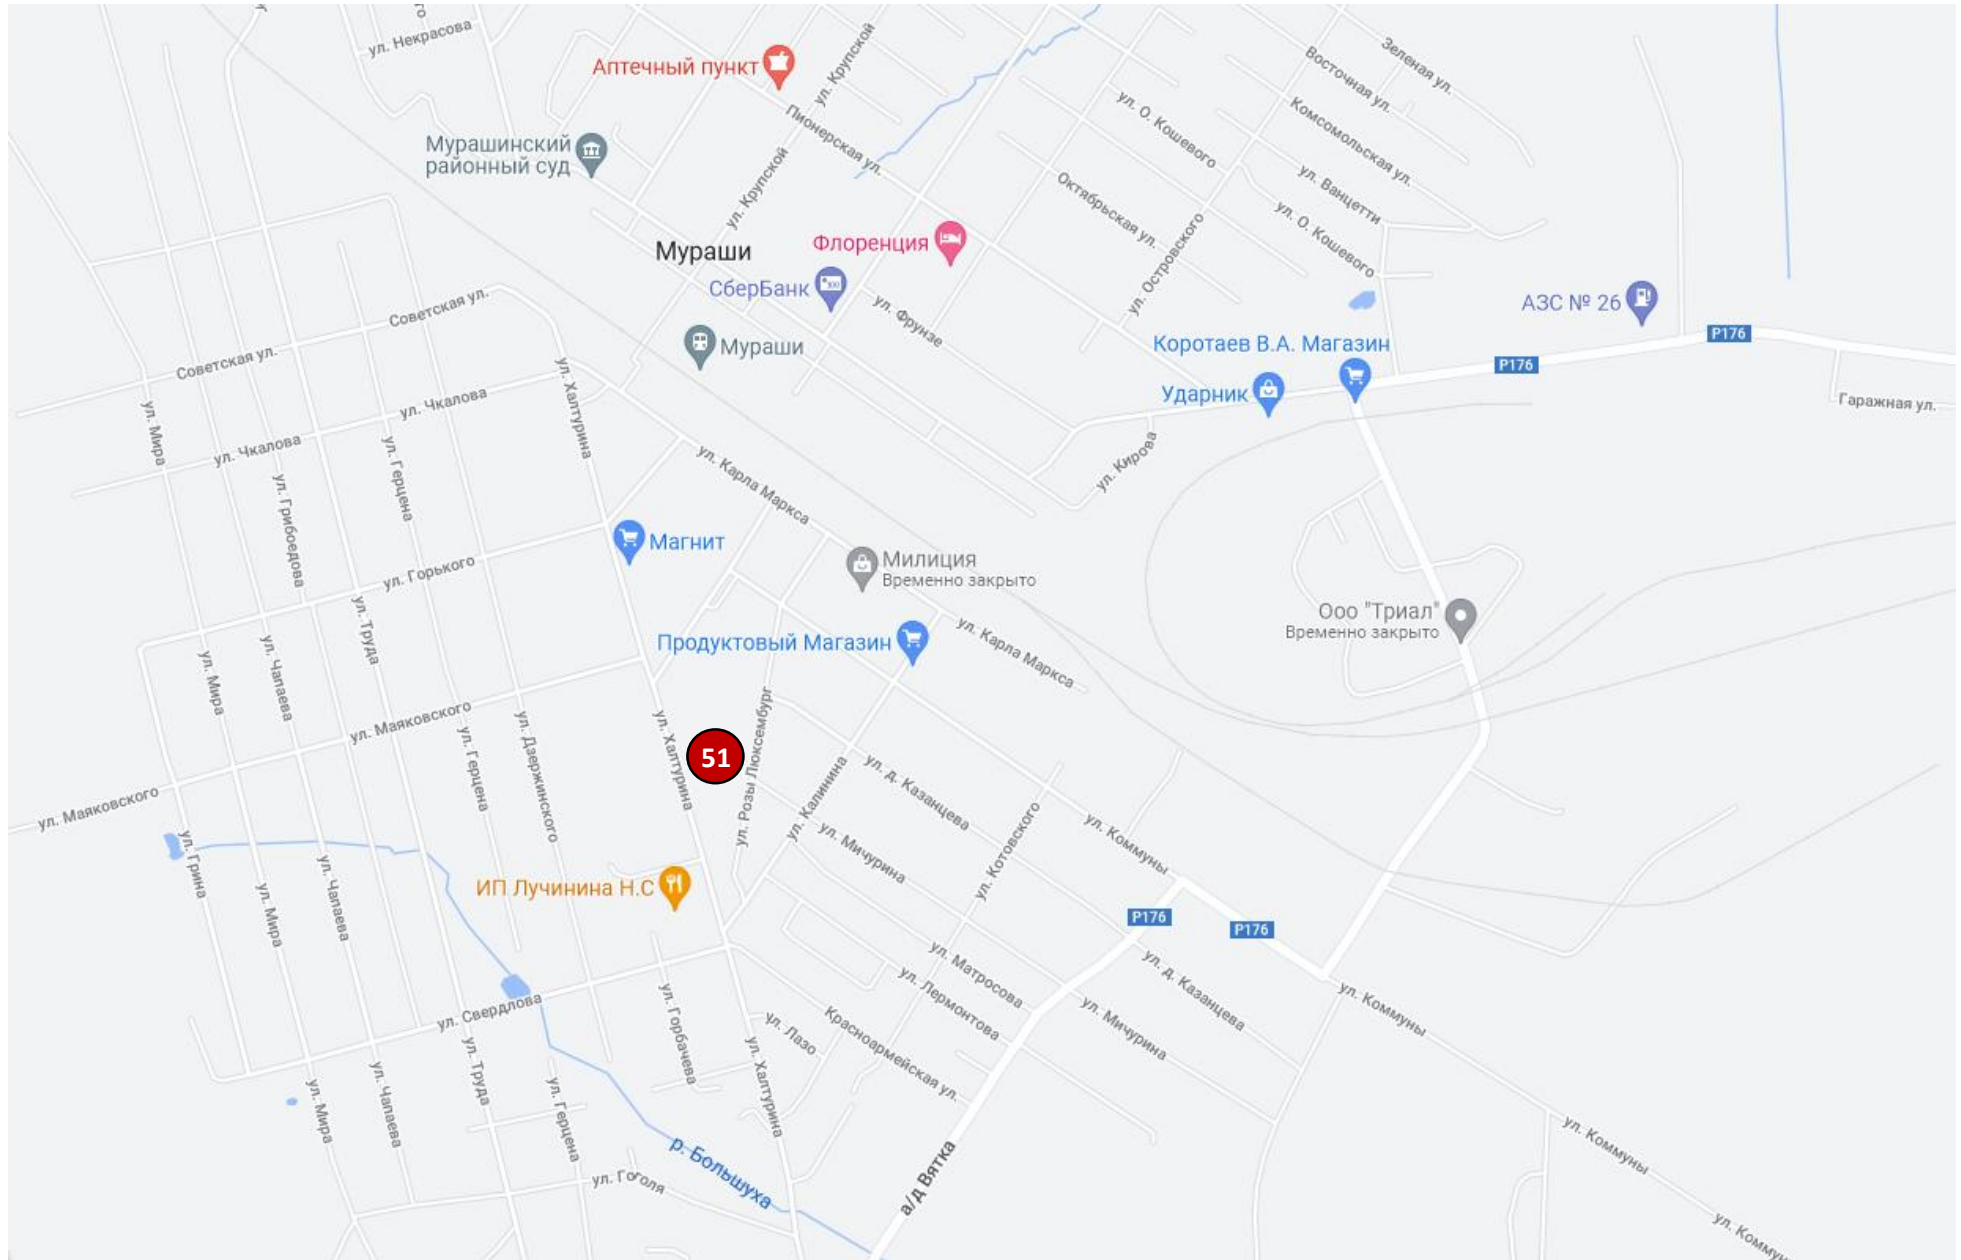 ул. Некрасова
Аптечный пункт
ул. Крупской
Зеленая ул.
Восточная ул.
ул. О. Кошевого
Комсомольская ул.
Пионерская ул.
Мурашинский
районный суд
ул. Крупской
ул. Ванцетти
Октябрьская ул.
ул. О. Кошевого
ул. Островского
Флоренция
Мураши
СберБанк
ул. Фрунзе
АЗС № 26
Советская ул.
Мураши
Коротаев В.А. Магазин
Р176
Р176
Советская ул.
Ударник
ул. Халтурина
ул. Чкалова
Гаражная ул.
ул. Мира
ул. Чкалова
ул. Герцена
ул. Кирова
ул. Карла Маркса
ул. Грибоедова
Магнит
Милиция
Временно закрыто
ул. Горького
Ооо "Триал"
Временно закрыто
ул. Труда
ул. Карла Маркса
Продуктовый Магазин
ул. Мира
ул. Чапаева
ул. Маяковского
ул. Герцена
ул. Дзержинского
ул. Халтурина
51
ул. Розы Люксембург
ул. Калинина
ул. д. Казанцева
ул. Маяковского
ул. Мичурина
ул. Котовского
ул. Коммуны
ул. Грина
ул. Мира
ул. Чапаева
ИП Лучинина Н.С
Р176
Р176
ул. Матросова
ул. Лермонтова
ул. д. Казанцева
ул. Коммуны
ул. Свердлова
ул. Горбачева
ул. Лазо
Красноармейская ул.
ул. Мичурина
ул. Труда
ул. Халтурина
ул. Мира
ул. Чапаева
ул. Герцена
ул. Коммуны
р. Большуха
ул. Гоголя
а/д Вятка